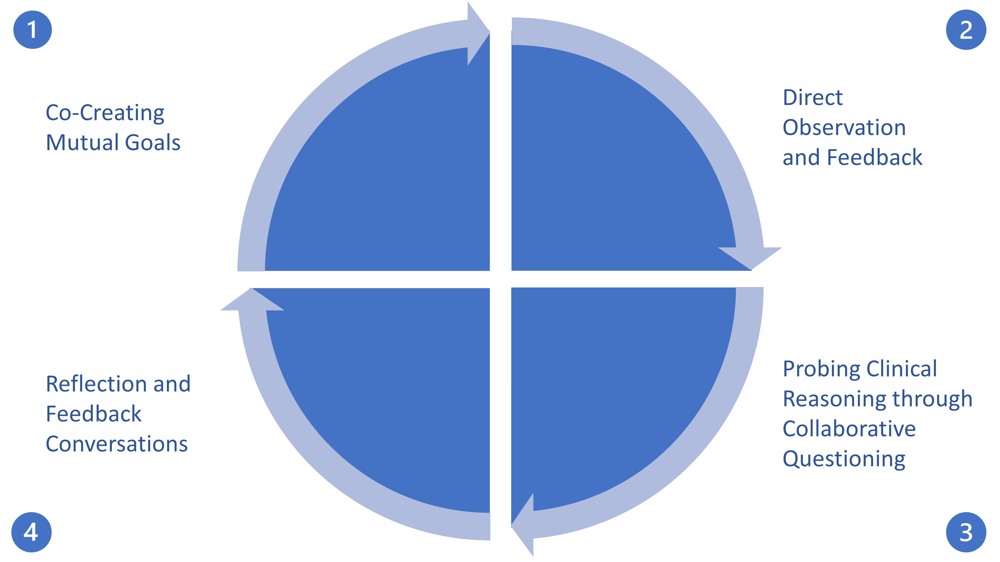 1
Co-Creating
Mutual Goals
2
Direct
Observation
and Feedback
3
Probing Clinical
Reasoning through
Collaborative
Questioning
4
Reflection and
Feedback
Conversations